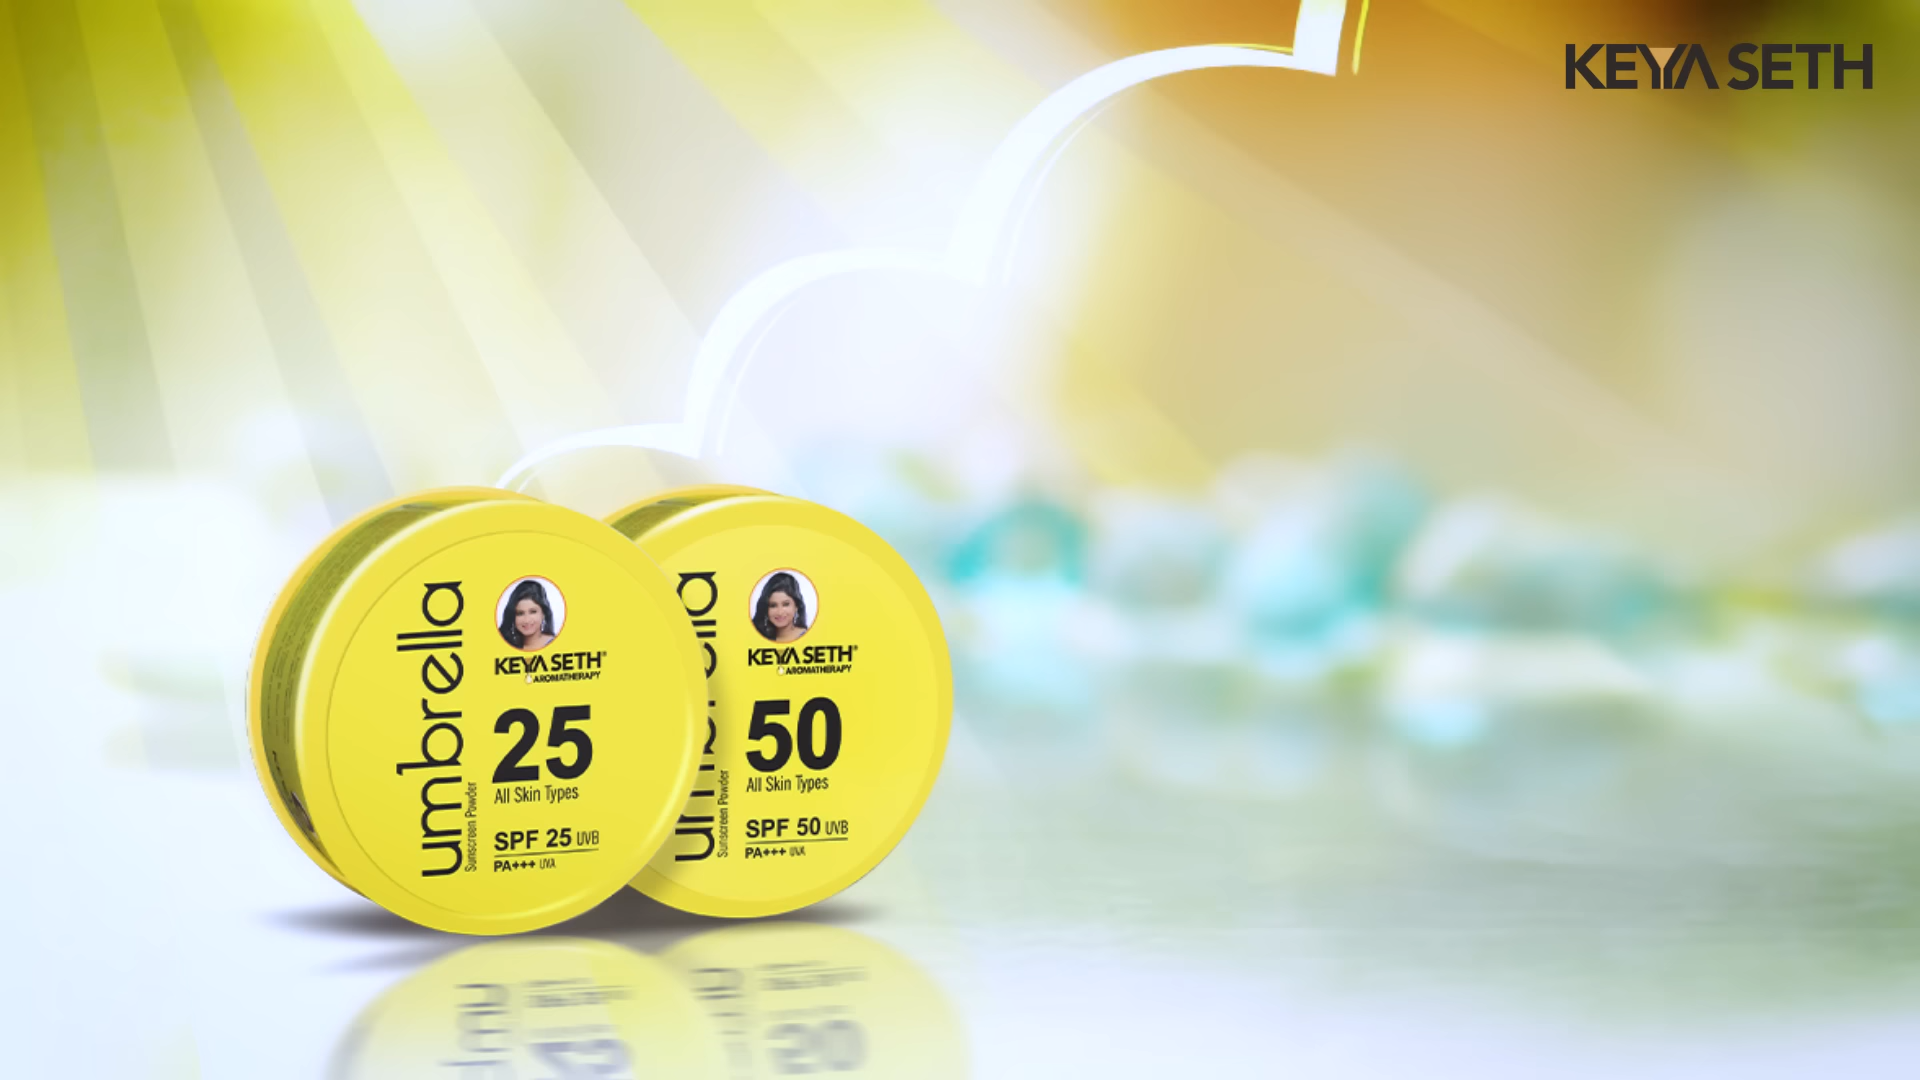 KEYA SETH
umbrella
Sunscreen Powder
KEYA SETH®
AROMATHERAPY
25
All Skin Types
SPF 25 UVB
PA+++ UVA
Sunscreen Powder
KEYA SETH®
AROMATHERAPY
50
All Skin Types
SPF 50 UVB
PA+++ UVA